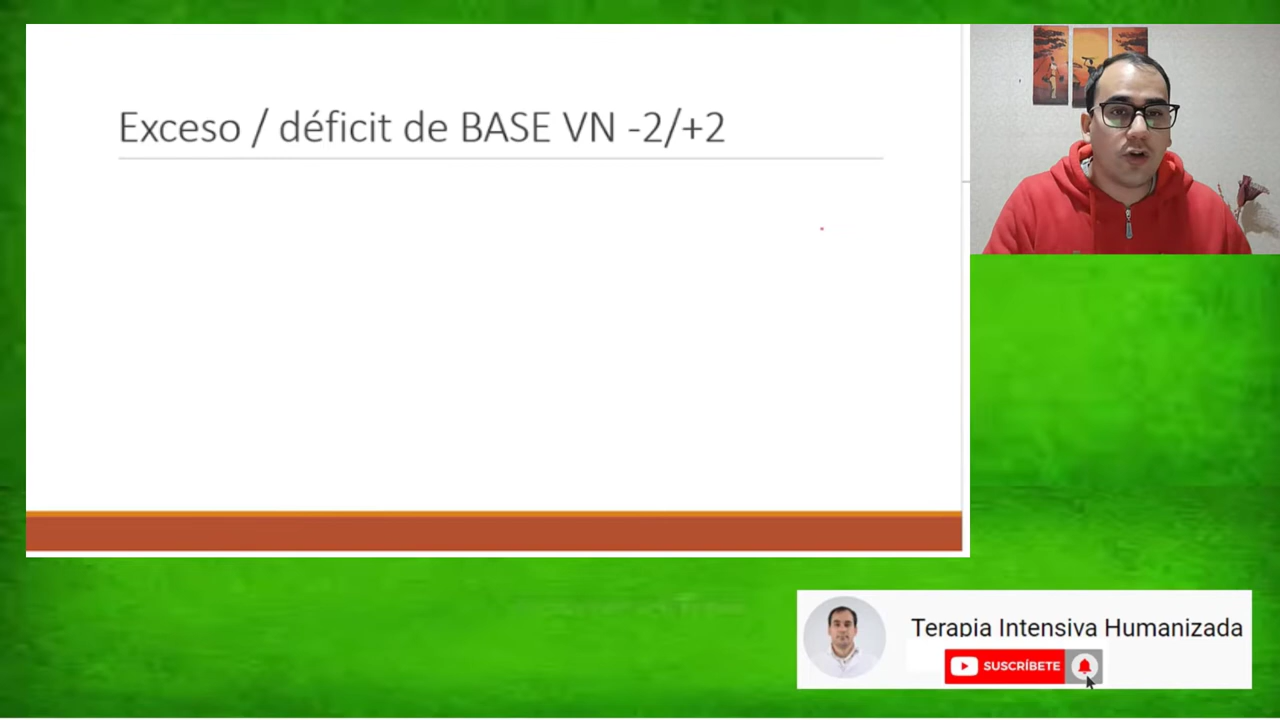 Exceso / déficit de BASE VN -2/+2
Terapia Intensiva Humanizada
SUSCRÍBETE